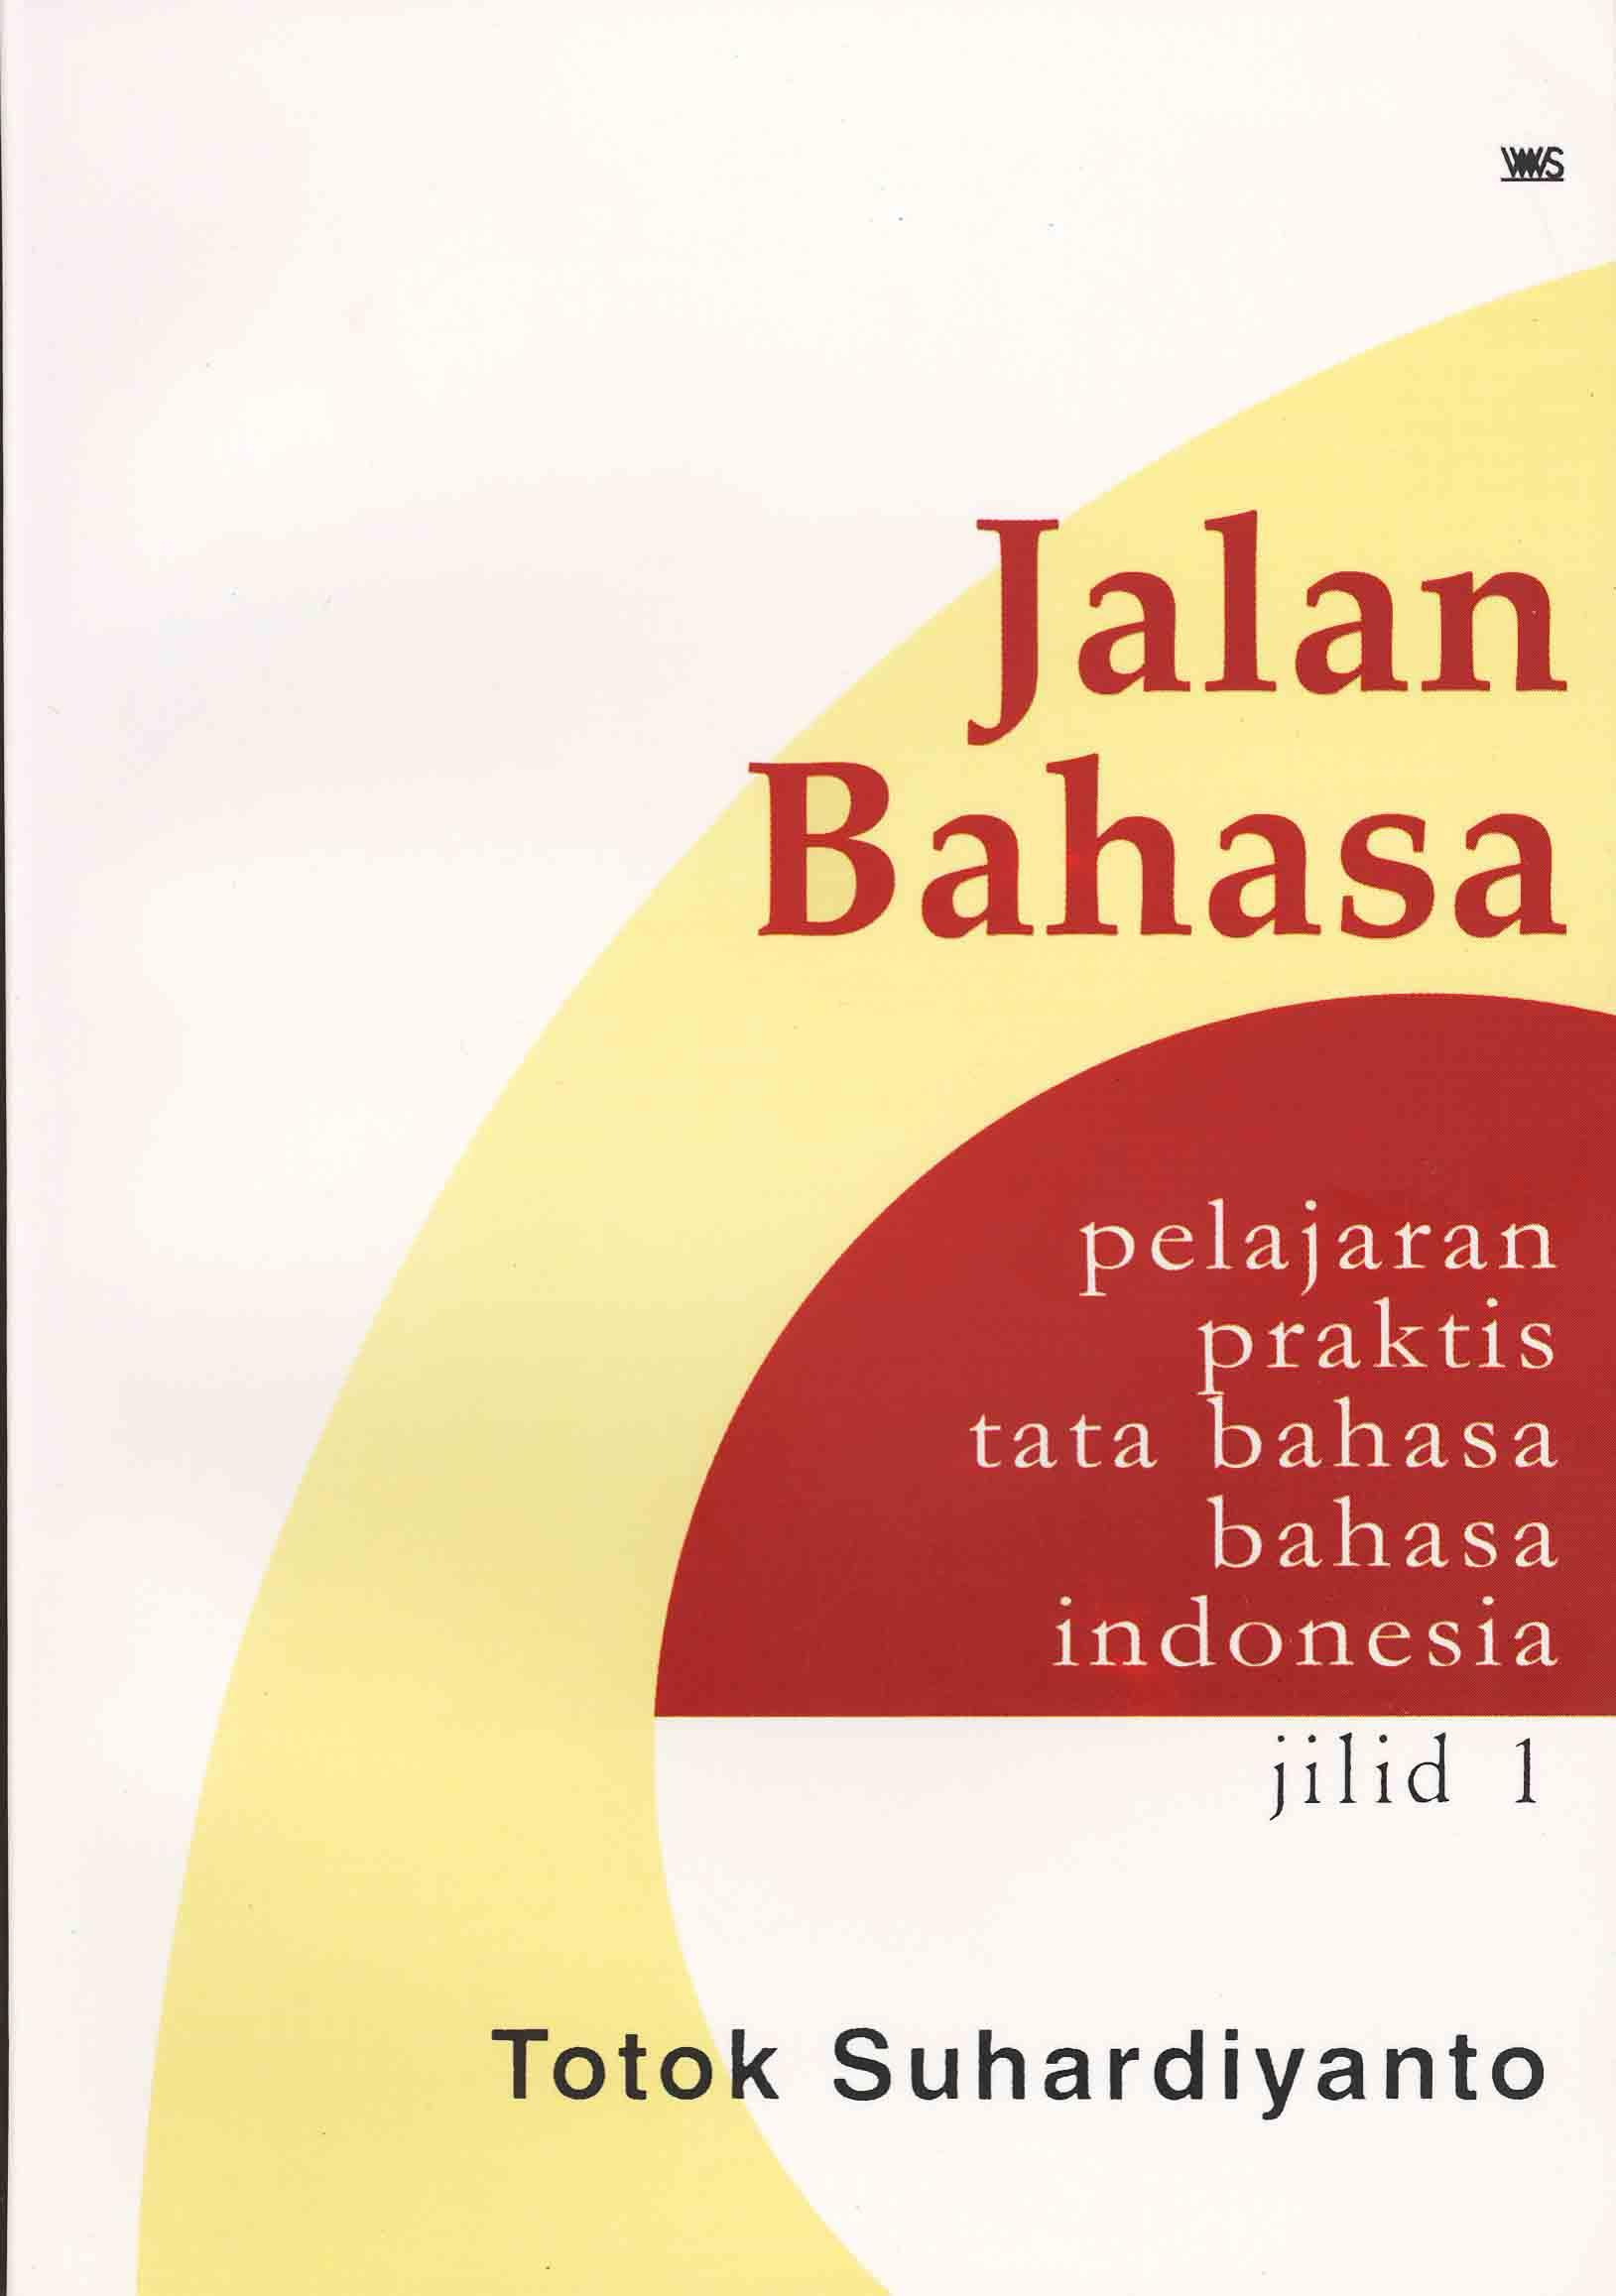 WWS
Jalan
Bahasa
pelajaran
praktis
tata bahasa
bahasa
indonesia
jilid 1
Totok Suhardiyanto